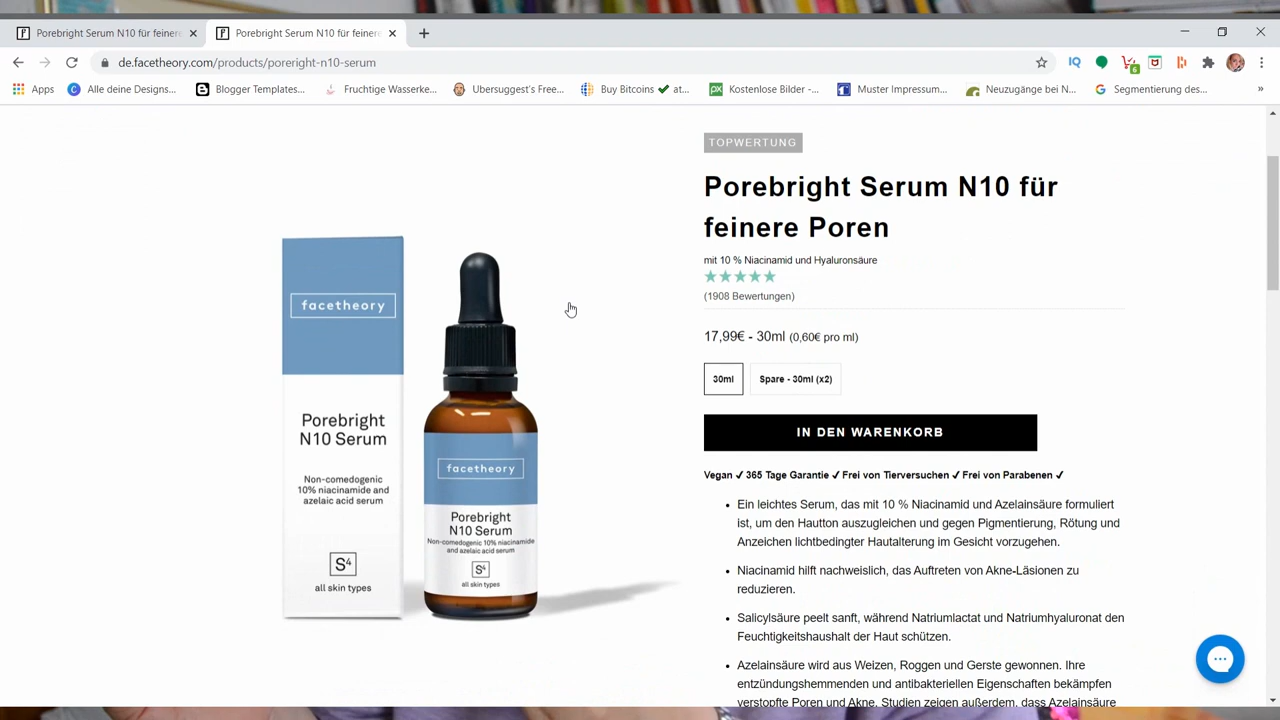 Porebright Serum N10 für feiner
Porebright Serum N10 für feiner
de.facetheory.com/products/poreright-n10-serum
IQ
6
Apps
Alle deine Designs...
Blogger Templates...
Fruchtige Wasserke...
Ubersuggest's Free...
Buy Bitcoins ✔ at...
px
Kostenlose Bilder -...
Muster Impressum...
Neuzugänge bei N...
Segmentierung des...
»
TOPWERTUNG
Porebright Serum N10 für
feinere Poren
mit 10 % Niacinamid und Hyaluronsäure
★★★★★
(1908 Bewertungen)
17,99€ - 30ml (0,60€ pro ml)
30ml
Spare - 30ml (x2)
IN DEN WARENKORB
Vegan ✓ 365 Tage Garantie ✓ Frei von Tierversuchen ✓ Frei von Parabenen ✓
• Ein leichtes Serum, das mit 10 % Niacinamid und Azelainsäure formuliert
ist, um den Hautton auszugleichen und gegen Pigmentierung, Rötung und
Anzeichen lichtbedingter Hautalterung im Gesicht vorzugehen.
• Niacinamid hilft nachweislich, das Auftreten von Akne-Läsionen zu
reduzieren.
• Salicylsäure peelt sanft, während Natriumlactat und Natriumhyaluronat den
Feuchtigkeitshaushalt der Haut schützen.
• Azelainsäure wird aus Weizen, Roggen und Gerste gewonnen. Ihre
entzündungshemmenden und antibakteriellen Eigenschaften bekämpfen
verstopfte Poren und Akne. Studien zeigen außerdem, dass Azelainsäure
facetheory
Porebright
N10 Serum
Non-comedogenic
10% niacinamide and
azelaic acid serum
S⁴
all skin types
facetheory
Porebright
N10 Serum
Non-comedogenic 10% niacinamide
and azelaic acid serum
S⁴
all skin types